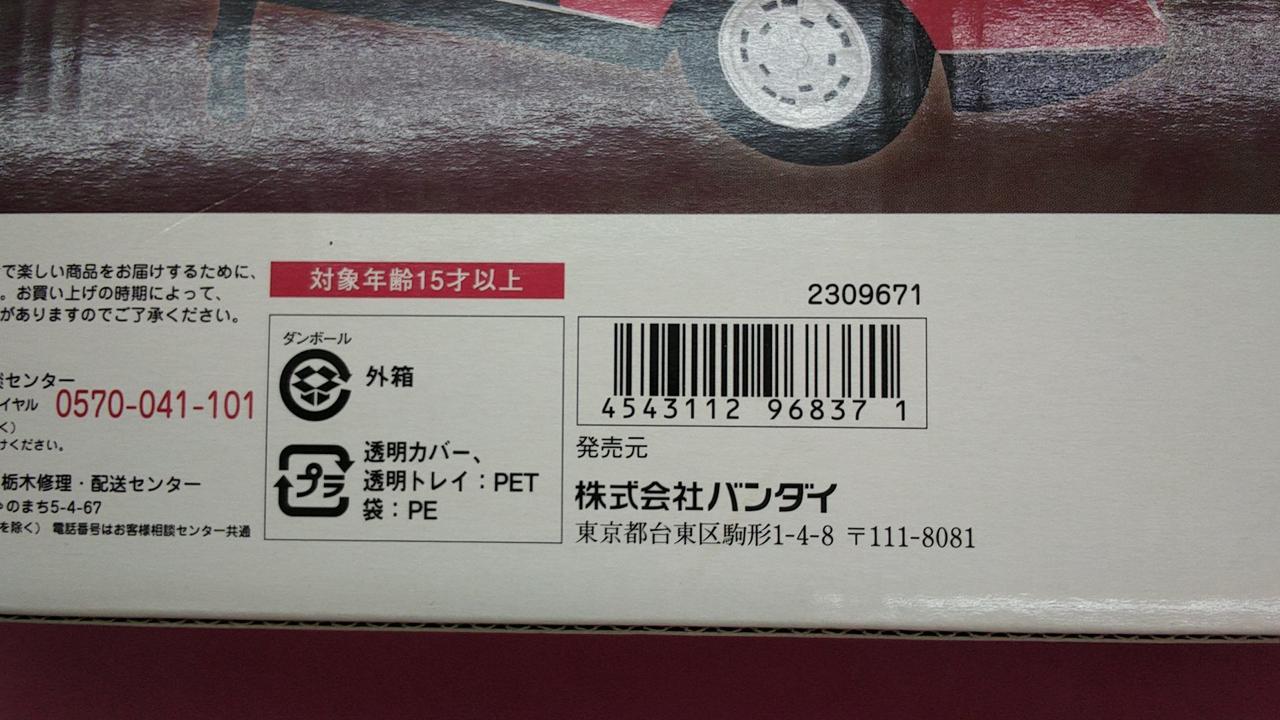 で楽しい商品をお届けするために、
。お買い上げの時期によって、
がありますのでご了承ください。
センター
イヤル 0570-041-101
く）
けください。
栃木修理・配送センター
のまち5-4-67
を除く） 電話番号はお客様相談センター共通
対象年齢15才以上
ダンボール
外箱
プラ
透明カバー、
透明トレイ：PET
袋：PE
2309671
4543112 96837 1
発売元
株式会社バンダイ
東京都台東区駒形1-4-8 〒111-8081